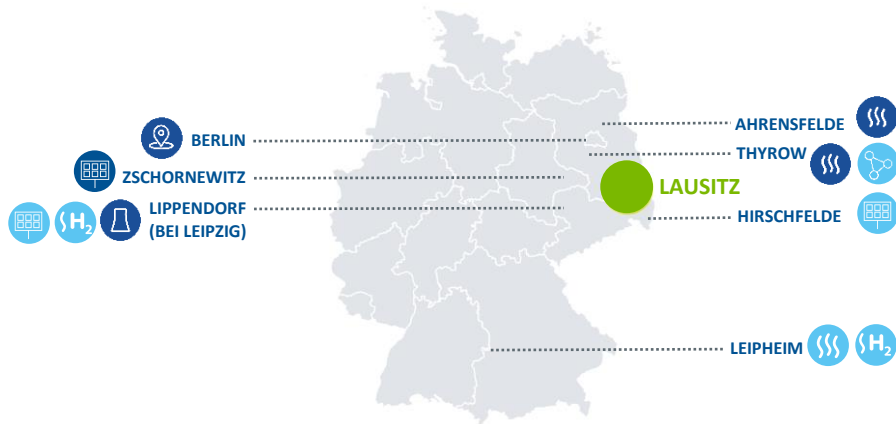 BERLIN
ZSCHORNEWITZ
H2
LIPPENDORF
(BEI LEIPZIG)
AHRENSFELDE
THYROW
LAUSITZ
HIRSCHFELDE
LEIPHEIM
H2